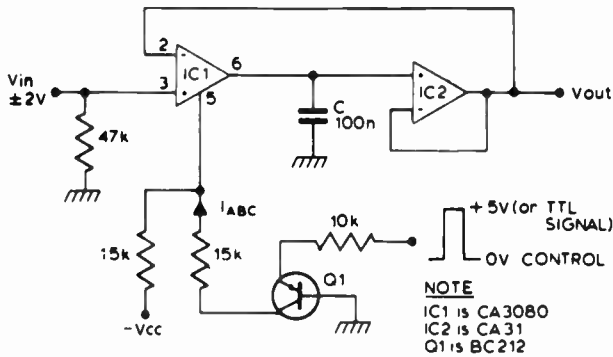 2
6
IC1
3
5
Vin
±2V
47k
C
100n
IC2
Vout
IABC
15k
15k
10k
Q1
-Vcc
+5V (or TTL
SIGNAL)
0V CONTROL
NOTE
IC1 is CA3080
IC2 is CA31
Q1 is BC212